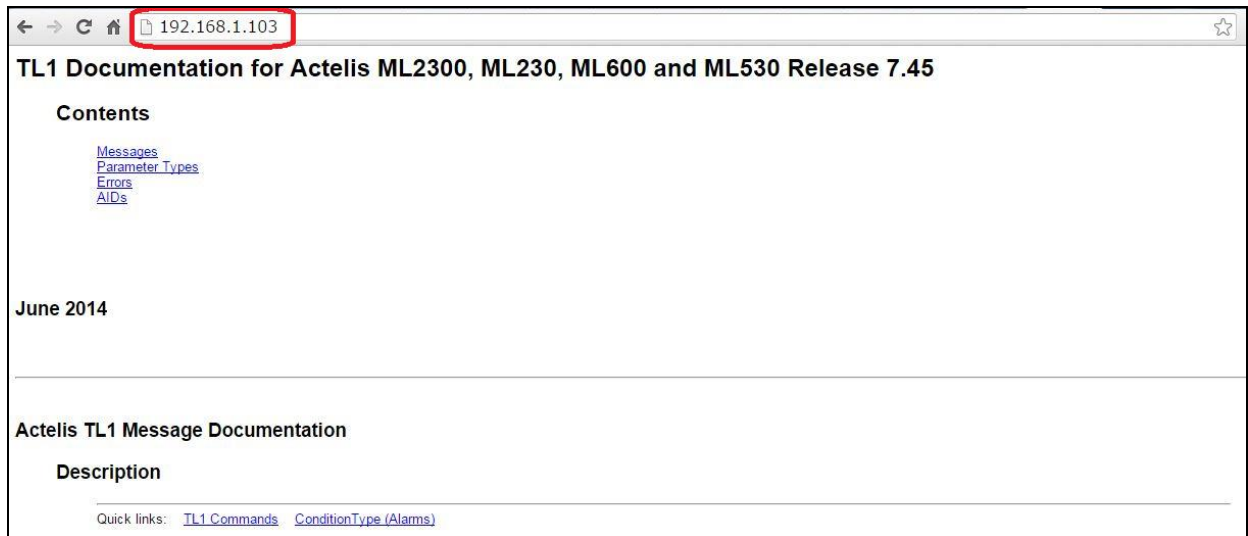 192.168.1.103
TL1 Documentation for Actelis ML2300, ML230, ML600 and ML530 Release 7.45
Contents
Messages
Parameter Types
Errors
AIDs
June 2014
Actelis TL1 Message Documentation
Description
Quick links: TL1 Commands ConditionType (Alarms)